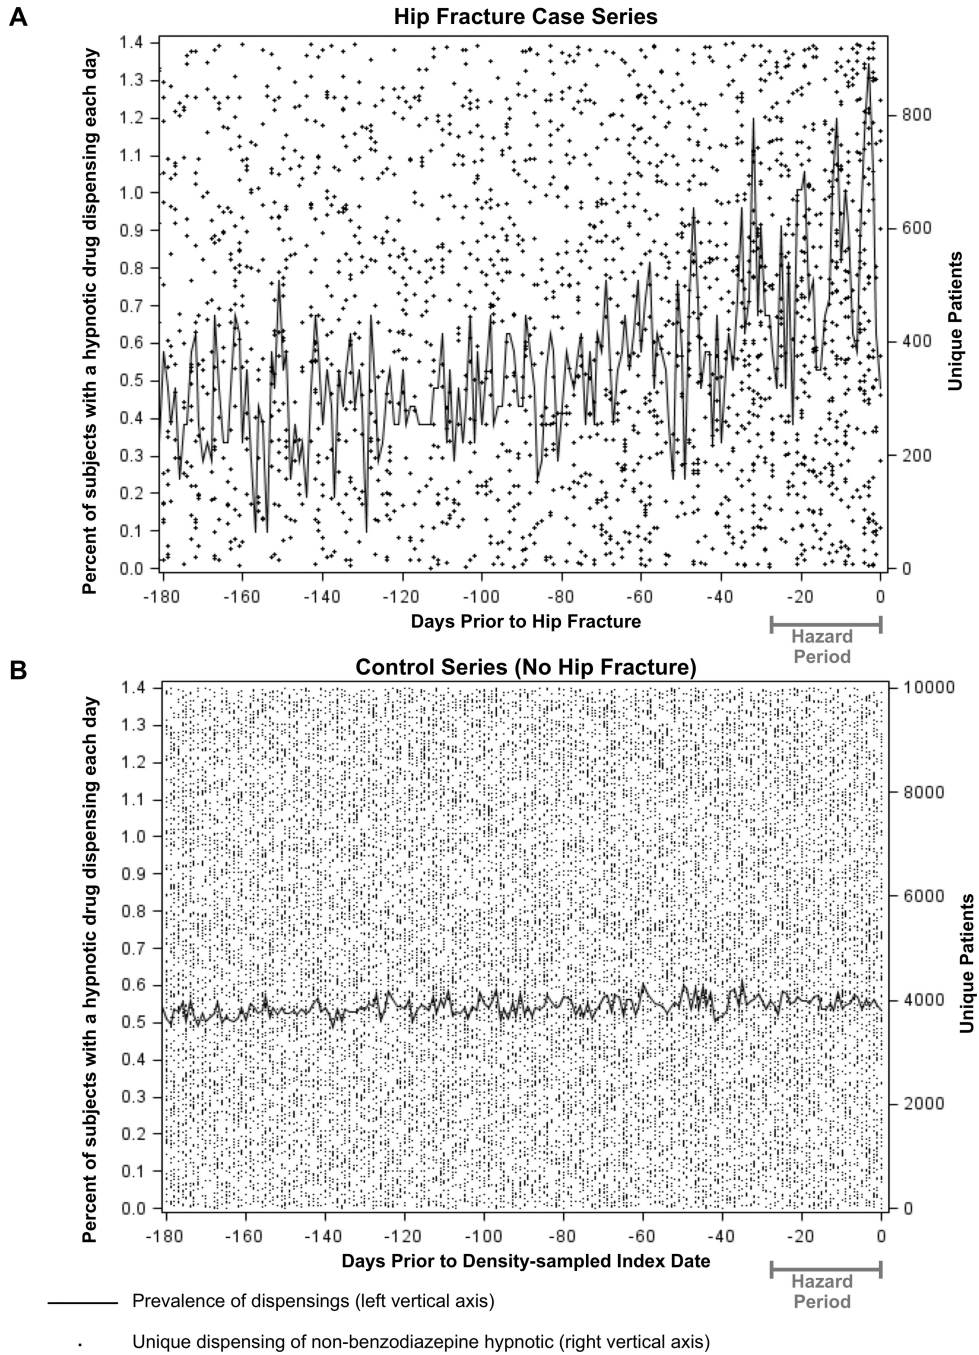 A
Hip Fracture Case Series
Percent of subjects with a hypnotic drug dispensing each day
1.4
1.3
1.2
1.1
1.0
0.9
0.8
0.7
0.6
0.5
0.4
0.3
0.2
0.1
0.0
800
600
400
200
0
Unique Patients
-180 -160 -140 -120 -100 -80 -60 -40 -20 0
Days Prior to Hip Fracture
Hazard
Period
B
Control Series (No Hip Fracture)
Percent of subjects with a hypnotic drug dispensing each day
1.4
1.3
1.2
1.1
1.0
0.9
0.8
0.7
0.6
0.5
0.4
0.3
0.2
0.1
0.0
10000
8000
6000
4000
2000
0
Unique Patients
-180 -160 -140 -120 -100 -80 -60 -40 -20 0
Days Prior to Density-sampled Index Date
Hazard
Period
Prevalence of dispensings (left vertical axis)
Unique dispensing of non-benzodiazepine hypnotic (right vertical axis)